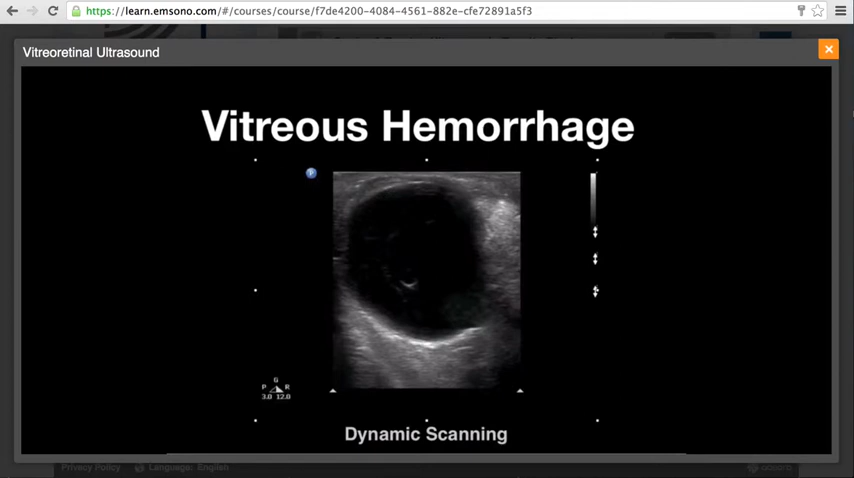 https://learn.emsono.com/#/courses/course/f7de4200-4084-4561-882e-cfe72891a5f3
Vitreoretinal Ultrasound
Vitreous Hemorrhage
P
G
P R
3.0 12.0
Dynamic Scanning
Privacy Policy Language: English